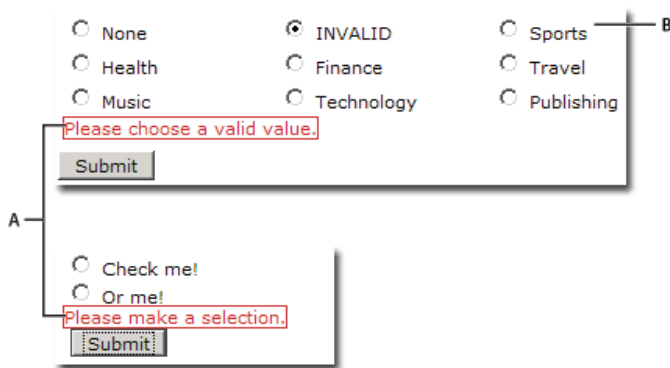 None INVALID Sports B
Health Finance Travel
Music Technology Publishing
Please choose a valid value.
Submit
A
Check me!
Or me!
Please make a selection.
Submit